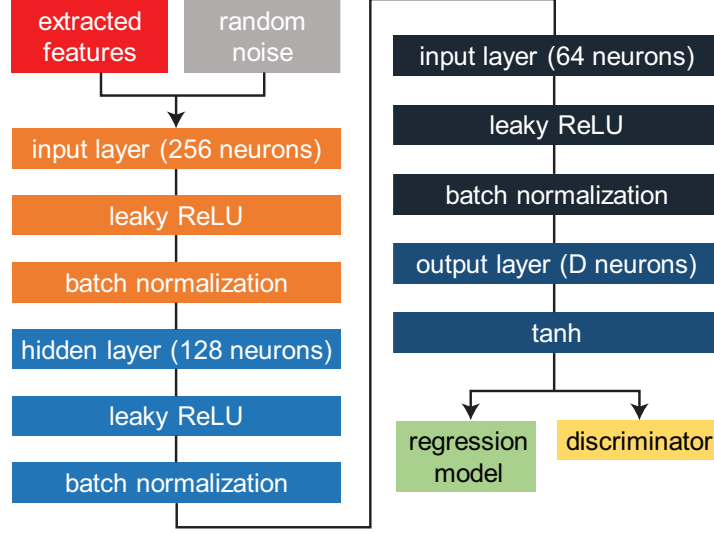 extracted
features
random
noise
input layer (256 neurons)
leaky ReLU
batch normalization
hidden layer (128 neurons)
leaky ReLU
batch normalization
input layer (64 neurons)
leaky ReLU
batch normalization
output layer (D neurons)
tanh
regression
model
discriminator